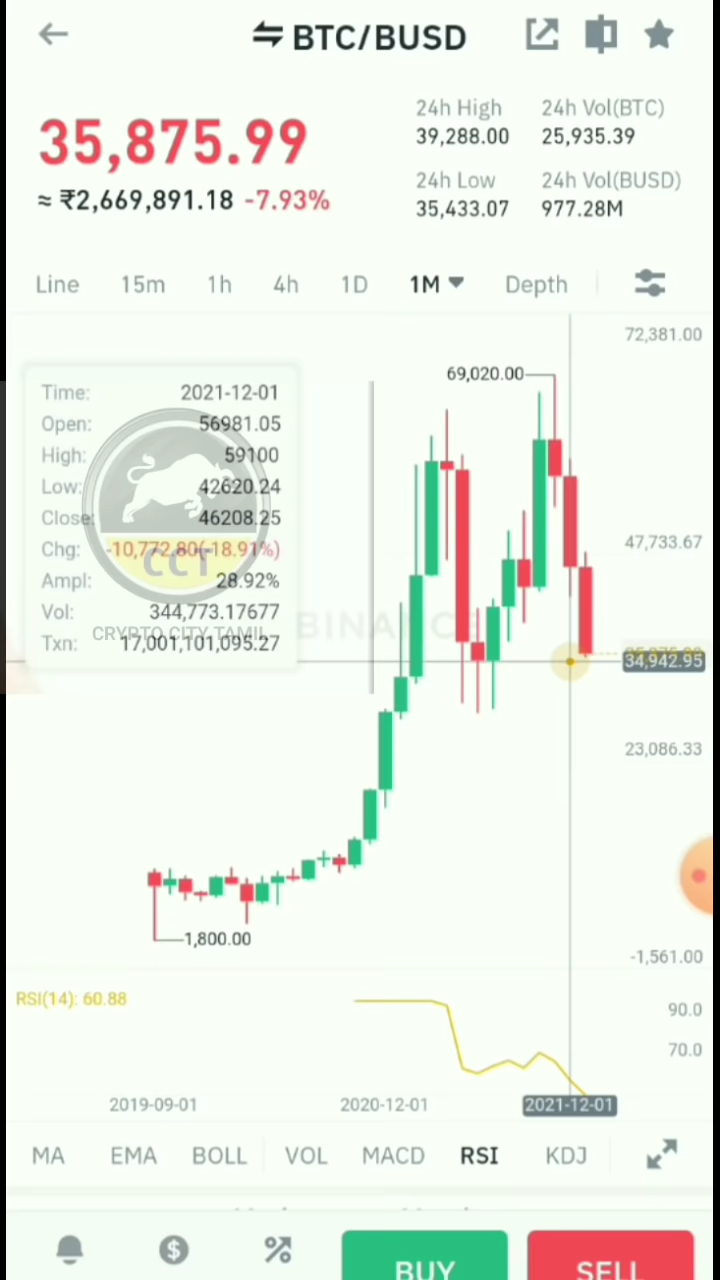 BTC/BUSD
35,875.99
≈ ₹2,669,891.18 -7.93%
24h High
39,288.00
24h Vol(BTC)
25,935.39
24h Low
35,433.07
24h Vol(BUSD)
977.28M
Line 15m 1h 4h 1D 1M Depth
72,381.00
69,020.00
Time: 2021-12-01
Open: 56981.05
High: 59100
Low: 42620.24
Close: 46208.25
Chg: -10,772.80(-18.91%)
Ampl: 28.92%
Vol: 344,773.17677
Txn: 17,001,101,095.27
CCT
CRYPTO CITY TAMIL
BINANCE
47,733.67
34,942.95
23,086.33
1,800.00
-1,561.00
RSI(14): 60.88
90.0
70.0
2019-09-01 2020-12-01 2021-12-01
MA EMA BOLL VOL MACD RSI KDJ
BUY SELL